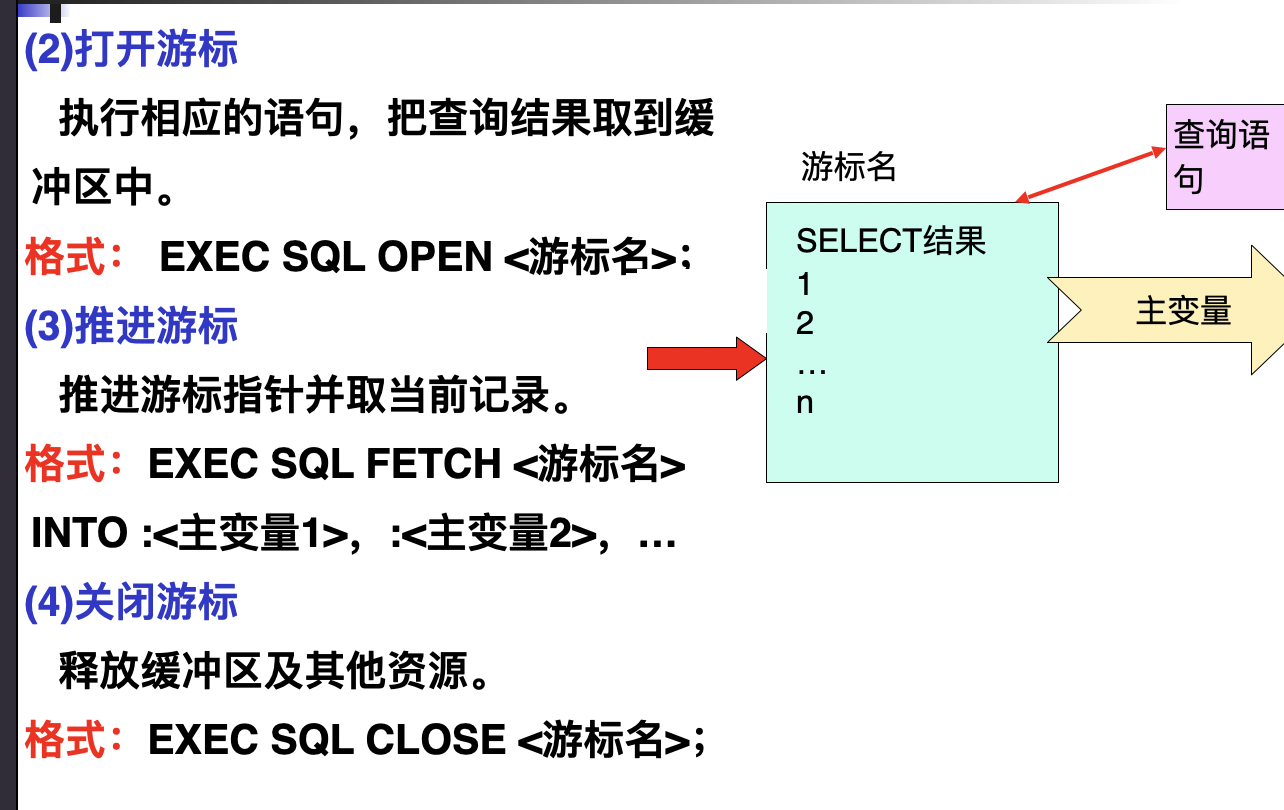 (2)打开游标
执行相应的语句，把查询结果取到缓
冲区中。
格式： EXEC SQL OPEN <游标名>；
(3)推进游标
推进游标指针并取当前记录。
格式：EXEC SQL FETCH <游标名>
INTO :<主变量1>，:<主变量2>，…
(4)关闭游标
释放缓冲区及其他资源。
格式：EXEC SQL CLOSE <游标名>；
游标名
查询语
句
SELECT结果
1
2
…
n
主变量